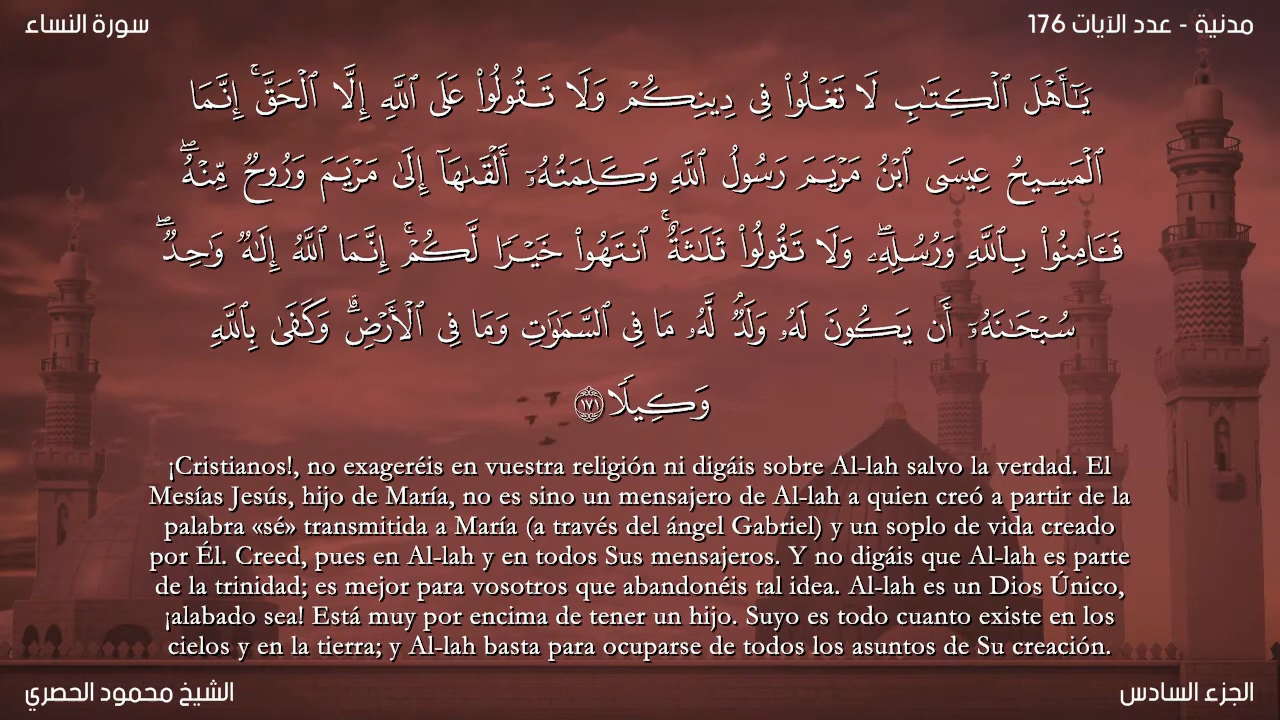 مدنية - عدد الآيات 176
سورة النساء
يَـٰٓأَهْلَ ٱلْكِتَـٰبِ لَا تَغْلُوا۟ فِى دِينِكُمْ وَلَا تَقُولُوا۟ عَلَى ٱللَّهِ إِلَّا ٱلْحَقَّ ۚ إِنَّمَا
ٱلْمَسِيحُ عِيسَى ٱبْنُ مَرْيَمَ رَسُولُ ٱللَّهِ وَكَلِمَتُهُۥٓ أَلْقَىٰهَآ إِلَىٰ مَرْيَمَ وَرُوحٌ مِّنْهُ ۖ
فَـَٔامِنُوا۟ بِٱللَّهِ وَرُسُلِهِۦ ۖ وَلَا تَقُولُوا۟ ثَلَـٰثَةٌ ۚ ٱنتَهُوا۟ خَيْرًا لَّكُمْ ۚ إِنَّمَا ٱللَّهُ إِلَـٰهٌ وَٰحِدٌ ۖ
سُبْحَـٰنَهُۥٓ أَن يَكُونَ لَهُۥ وَلَدٌ ۘ لَّهُۥ مَا فِى ٱلسَّمَـٰوَٰتِ وَمَا فِى ٱلْأَرْضِ ۗ وَكَفَىٰ بِٱللَّهِ
وَكِيلًا ١٧١
¡Cristianos!, no exageréis en vuestra religión ni digáis sobre Al-lah salvo la verdad. El
Mesías Jesús, hijo de María, no es sino un mensajero de Al-lah a quien creó a partir de la
palabra «sé» transmitida a María (a través del ángel Gabriel) y un soplo de vida creado
por Él. Creed, pues en Al-lah y en todos Sus mensajeros. Y no digáis que Al-lah es parte
de la trinidad; es mejor para vosotros que abandonéis tal idea. Al-lah es un Dios Único,
¡alabado sea! Está muy por encima de tener un hijo. Suyo es todo cuanto existe en los
cielos y en la tierra; y Al-lah basta para ocuparse de todos los asuntos de Su creación.
الجزء السادس
الشيخ محمود الحصري